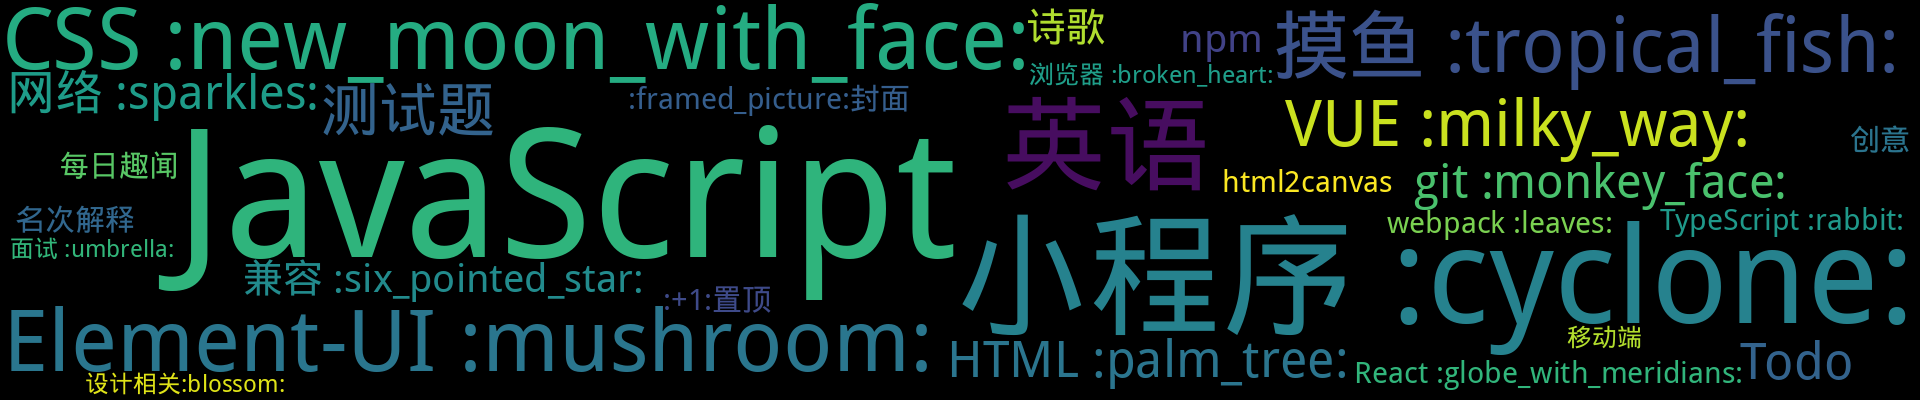 CSS :new_moon_with_face:
诗歌
npm
摸鱼 :tropical_fish:
网络 :sparkles:
测试题
:framed_picture:封面
浏览器 :broken_heart:
英语
VUE :milky_way:
创意
每日趣闻
JavaScript
html2canvas
git :monkey_face:
名次解释
webpack :leaves:
TypeScript :rabbit:
面试 :umbrella:
兼容 :six_pointed_star:
:+1:置顶
小程序 :cyclone:
Element-UI :mushroom:
HTML :palm_tree:
移动端
React :globe_with_meridians:
Todo
设计相关:blossom: